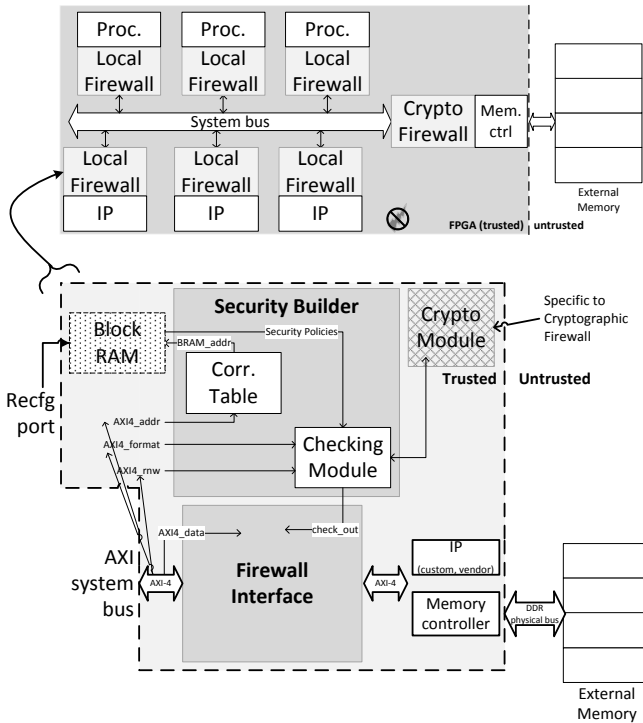 Proc.
Proc.
Proc.
Local
Firewall
Local
Firewall
Local
Firewall
System bus
Crypto
Firewall
Mem.
ctrl
Local
Firewall
Local
Firewall
Local
Firewall
IP
IP
IP
External
Memory
FPGA (trusted)
untrusted
Security Builder
Block
RAM
Security Policies
BRAM_addr
Crypto
Module
Specific to
Cryptographic
Firewall
Corr.
Table
Trusted
Untrusted
Recfg
port
AXI4_addr
AXI4_format
AXI4_rnw
Checking
Module
AXI4_data
check_out
AXI
system
bus
AXI-4
Firewall
Interface
AXI-4
IP
(custom, vendor)
Memory
controller
DDR
physical bus
External
Memory